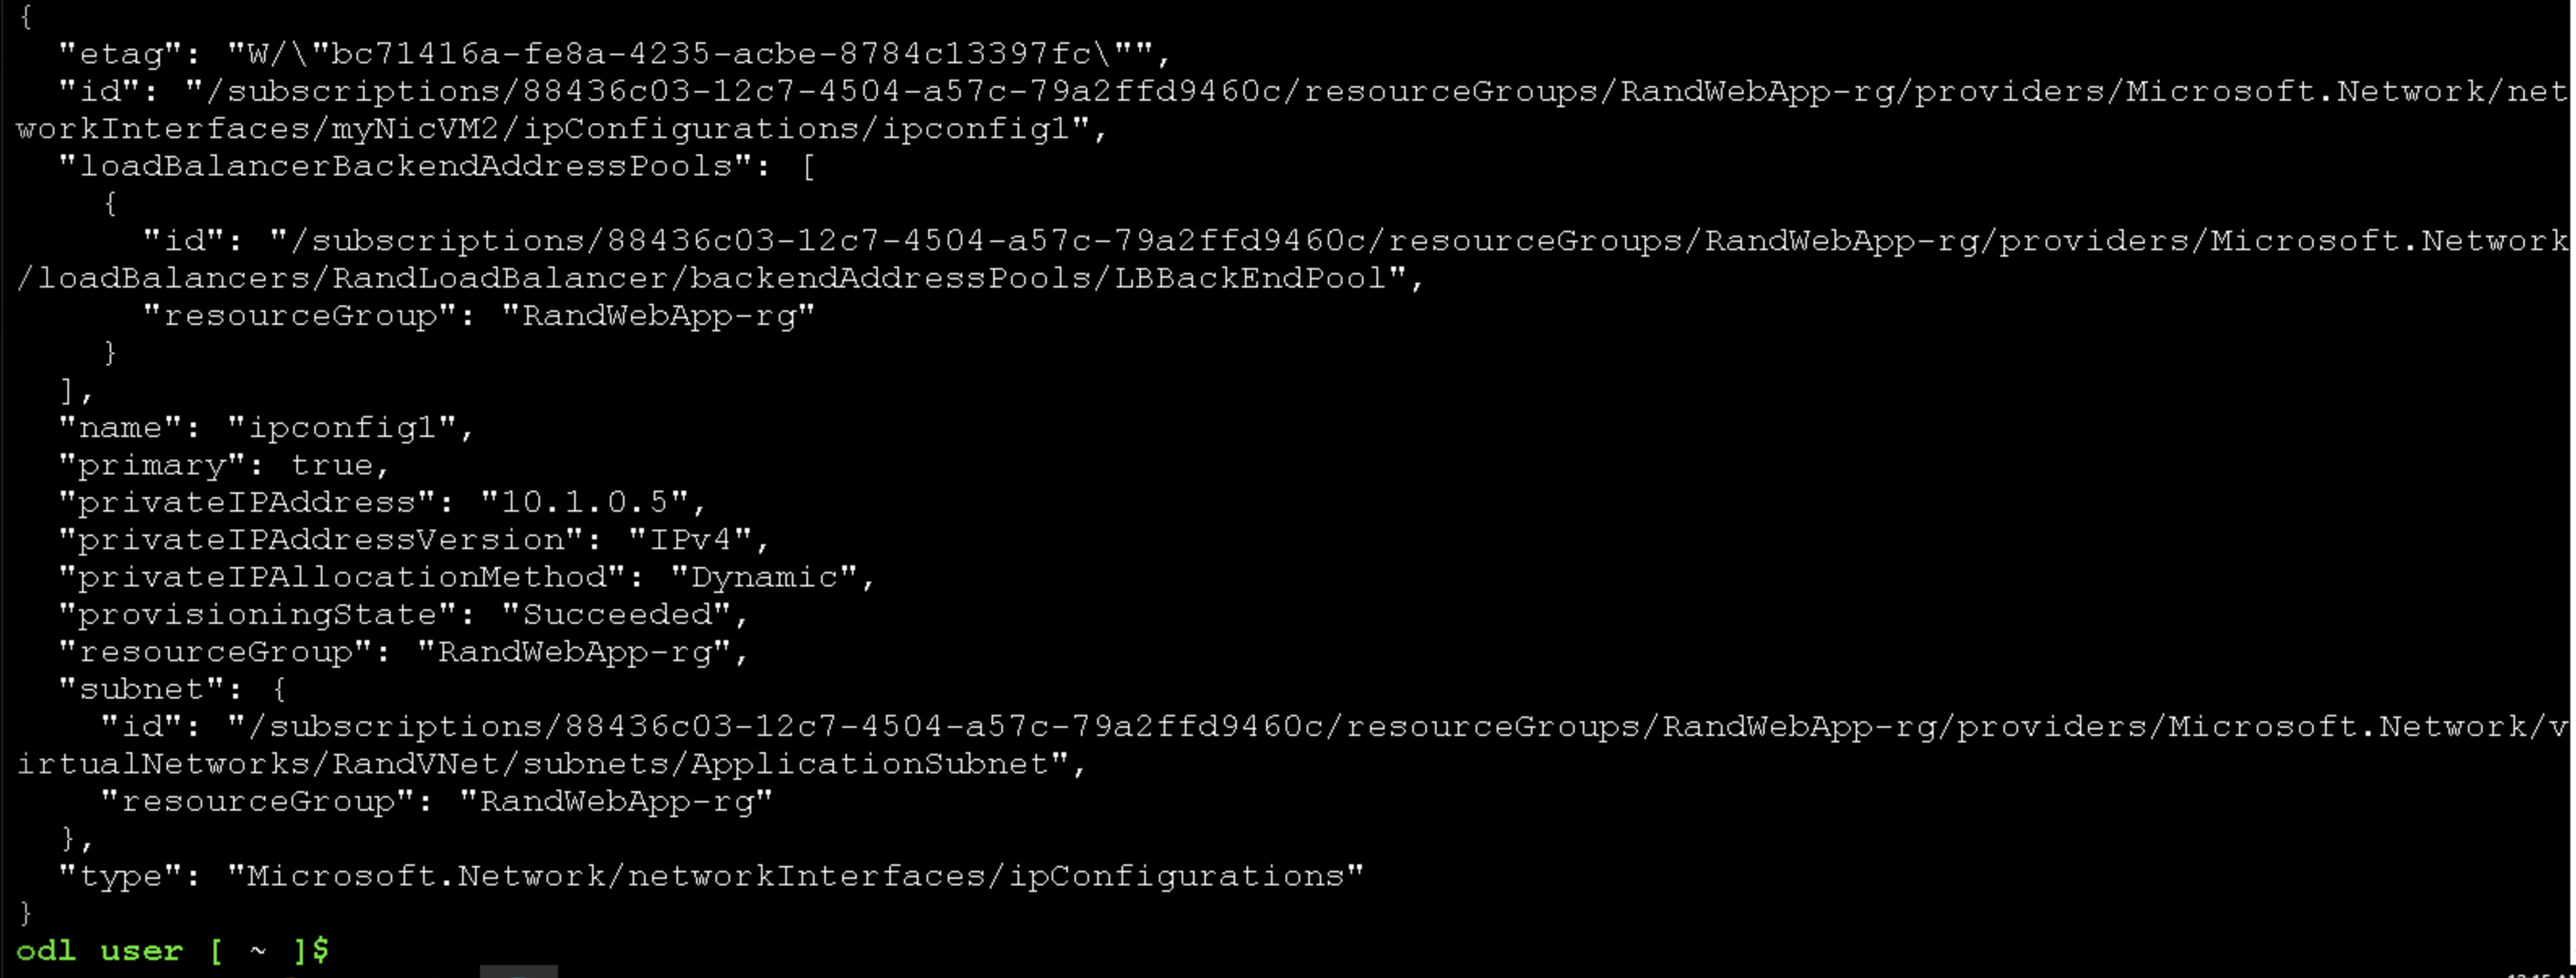 {
  "etag": "W/\"bc71416a-fe8a-4235-acbe-8784c13397fc\"",
  "id": "/subscriptions/88436c03-12c7-4504-a57c-79a2ffd9460c/resourceGroups/RandWebApp-rg/providers/Microsoft.Network/net
workInterfaces/myNicVM2/ipConfigurations/ipconfig1",
  "loadBalancerBackendAddressPools": [
    {
      "id": "/subscriptions/88436c03-12c7-4504-a57c-79a2ffd9460c/resourceGroups/RandWebApp-rg/providers/Microsoft.Network
/loadBalancers/RandLoadBalancer/backendAddressPools/LBBackEndPool",
      "resourceGroup": "RandWebApp-rg"
    }
  ],
  "name": "ipconfig1",
  "primary": true,
  "privateIPAddress": "10.1.0.5",
  "privateIPAddressVersion": "IPv4",
  "privateIPAllocationMethod": "Dynamic",
  "provisioningState": "Succeeded",
  "resourceGroup": "RandWebApp-rg",
  "subnet": {
    "id": "/subscriptions/88436c03-12c7-4504-a57c-79a2ffd9460c/resourceGroups/RandWebApp-rg/providers/Microsoft.Network/v
irtualNetworks/RandVNet/subnets/ApplicationSubnet",
    "resourceGroup": "RandWebApp-rg"
  },
  "type": "Microsoft.Network/networkInterfaces/ipConfigurations"
}
odl user [ ~ ]$